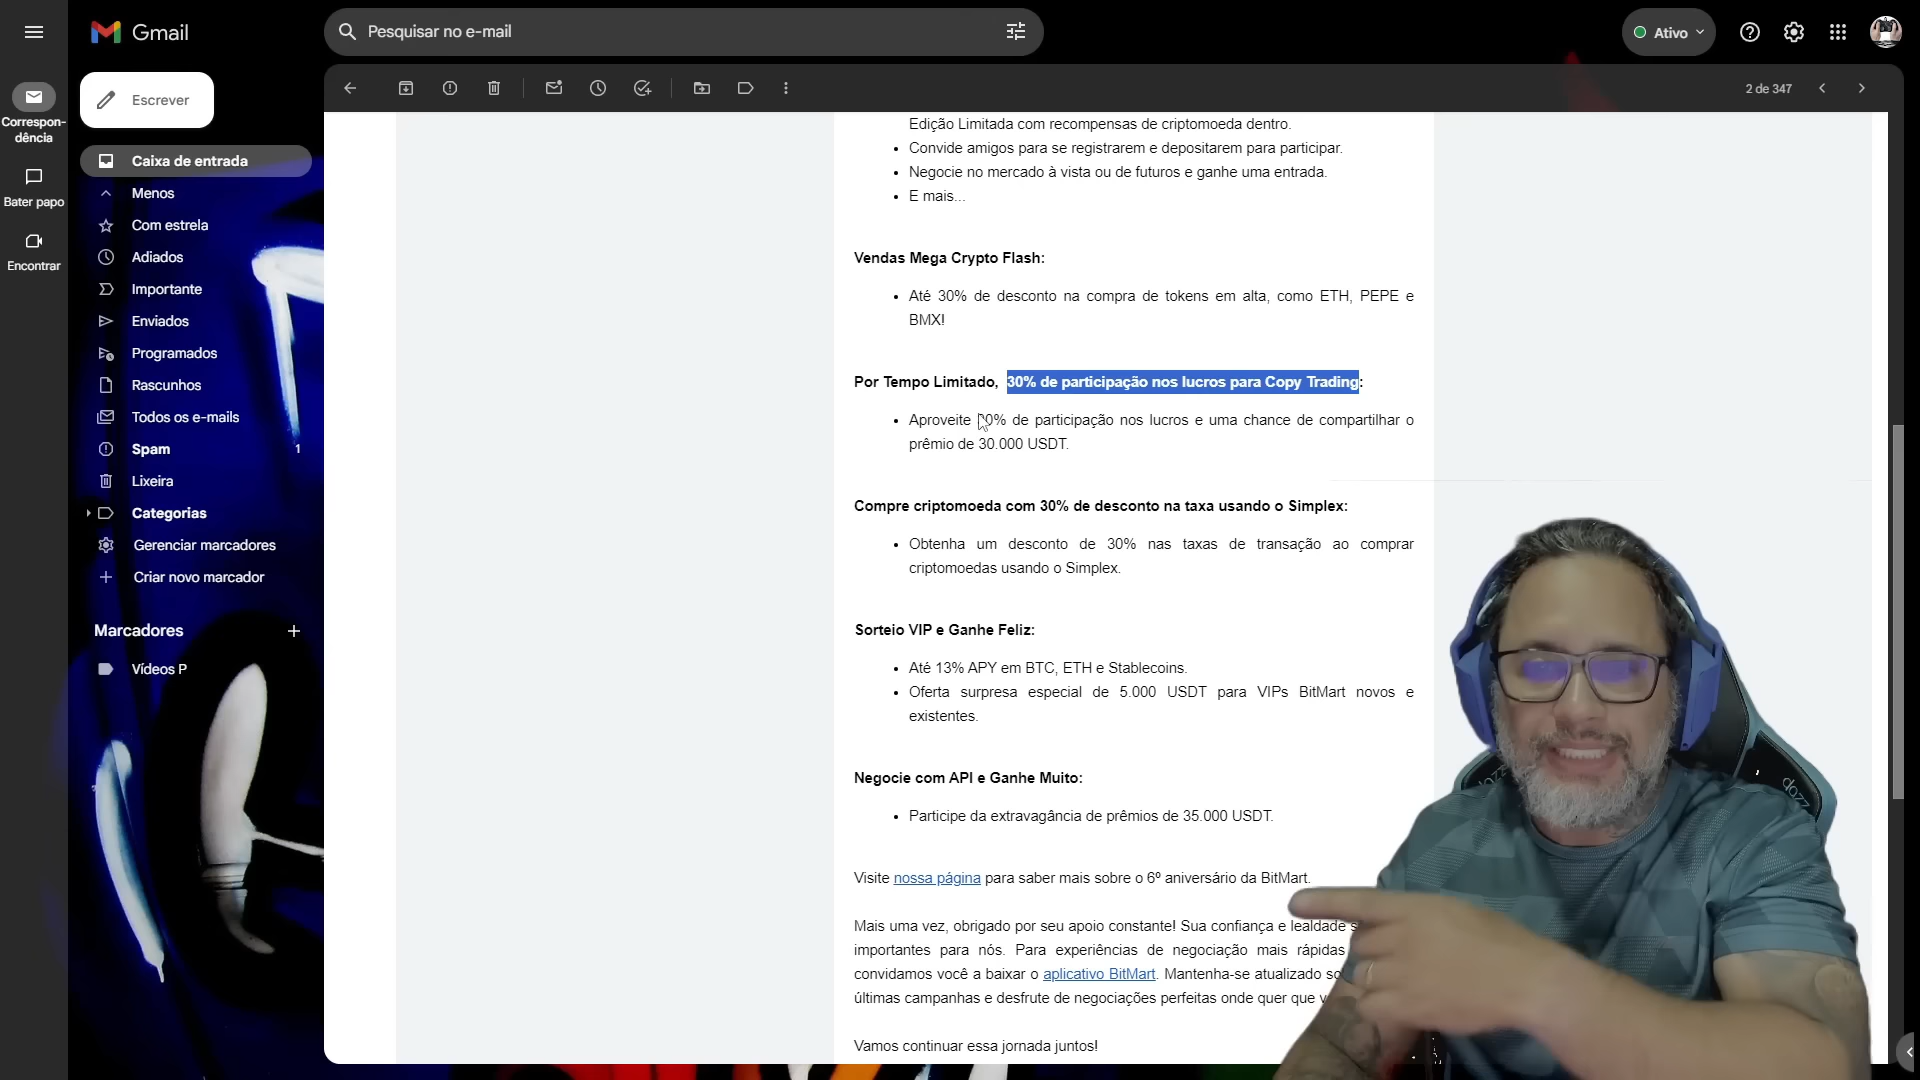 Gmail
Pesquisar no e-mail
Ativo
Escrever
2 de 347
Correspon-
dência
Bater papo
Encontrar
Caixa de entrada
Menos
Com estrela
Adiados
Importante
Enviados
Programados
Rascunhos
Todos os e-mails
Spam 1
Lixeira
Categorias
Gerenciar marcadores
Criar novo marcador
Marcadores
Vídeos P
Edição Limitada com recompensas de criptomoeda dentro.
Convide amigos para se registrarem e depositarem para participar.
Negocie no mercado à vista ou de futuros e ganhe uma entrada.
E mais...
Vendas Mega Crypto Flash:
Até 30% de desconto na compra de tokens em alta, como ETH, PEPE e
BMX!
Por Tempo Limitado, 30% de participação nos lucros para Copy Trading:
Aproveite 30% de participação nos lucros e uma chance de compartilhar o
prêmio de 30.000 USDT.
Compre criptomoeda com 30% de desconto na taxa usando o Simplex:
Obtenha um desconto de 30% nas taxas de transação ao comprar
criptomoedas usando o Simplex.
Sorteio VIP e Ganhe Feliz:
Até 13% APY em BTC, ETH e Stablecoins.
Oferta surpresa especial de 5.000 USDT para VIPs BitMart novos e
existentes.
Negocie com API e Ganhe Muito:
Participe da extravagância de prêmios de 35.000 USDT.
Visite nossa página para saber mais sobre o 6º aniversário da BitMart.
Mais uma vez, obrigado por seu apoio constante! Sua confiança e lealdade
importantes para nós. Para experiências de negociação mais rápidas
convidamos você a baixar o aplicativo BitMart. Mantenha-se atualizado
últimas campanhas e desfrute de negociações perfeitas onde quer que
Vamos continuar essa jornada juntos!
dazz